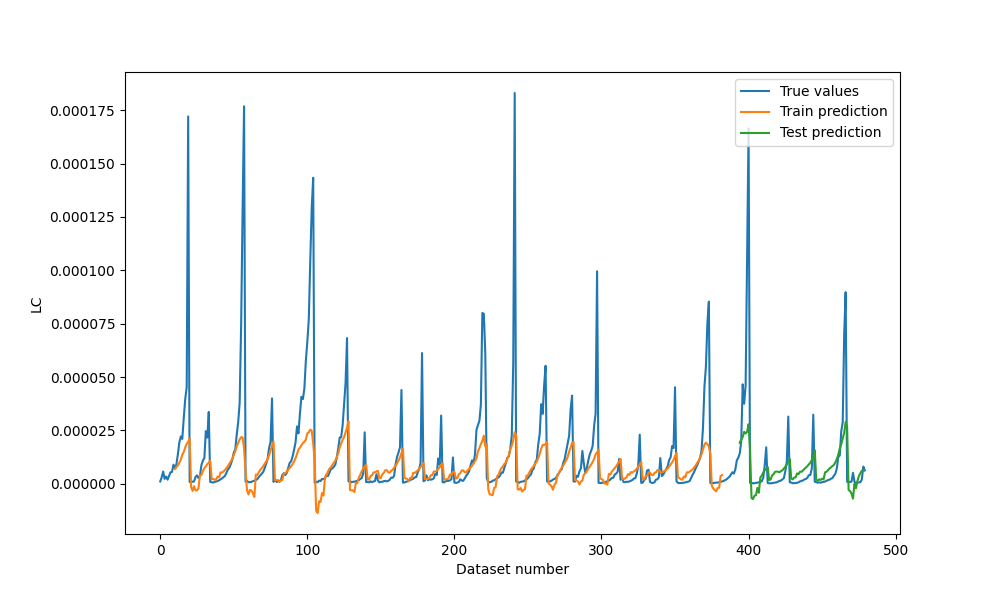 True values
Train prediction
Test prediction
0.000175
0.000150
0.000125
0.000100
0.000075
0.000050
0.000025
0.000000
LC
0 100 200 300 400 500
Dataset number